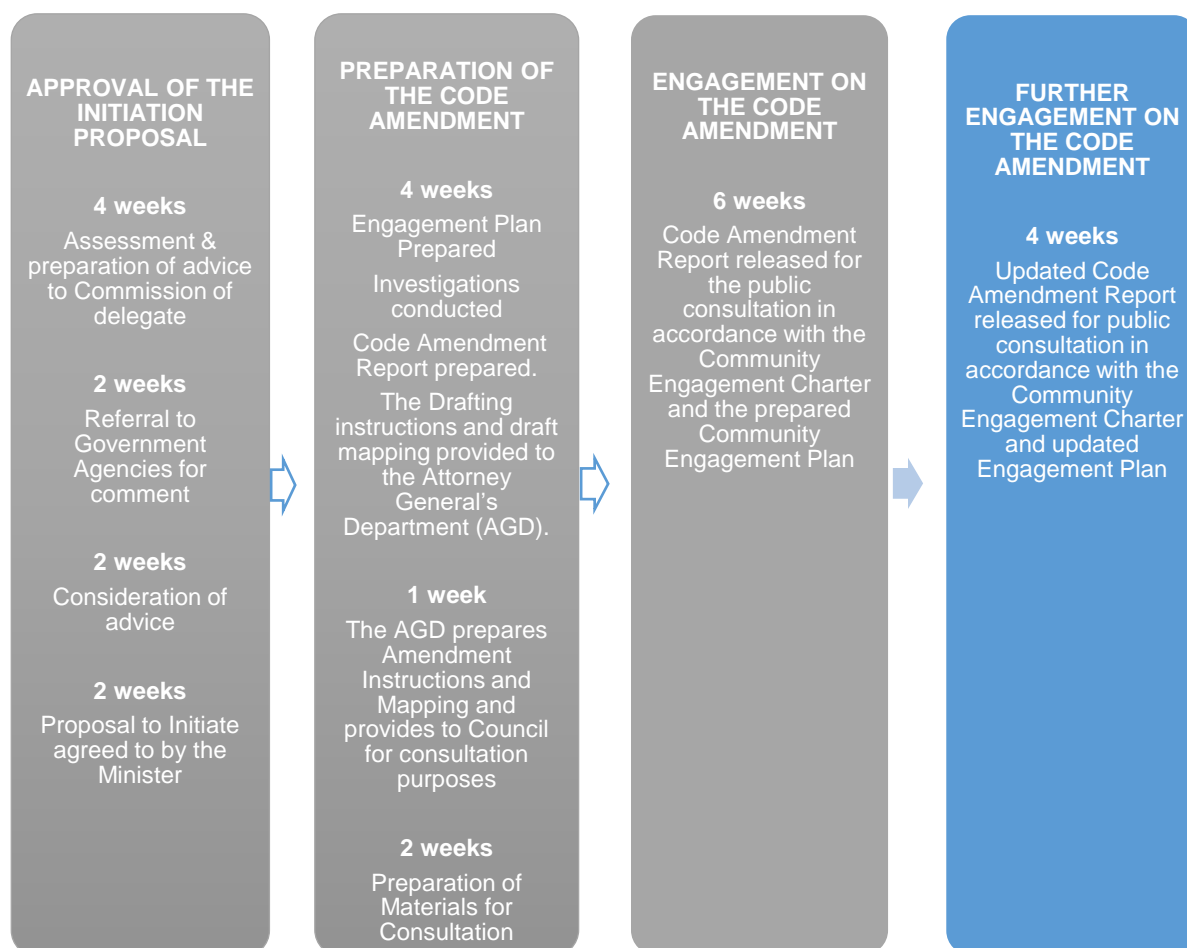 APPROVAL OF THE
INITIATION
PROPOSAL
4 weeks
Assessment &
preparation of advice
to Commission of
delegate
2 weeks
Referral to
Government
Agencies for
comment
2 weeks
Consideration of
advice
2 weeks
Proposal to Initiate
agreed to by the
Minister
PREPARATION OF
THE CODE
AMENDMENT
4 weeks
Engagement Plan
Prepared
Investigations
conducted
Code Amendment
Report prepared.
The Drafting
instructions and draft
mapping provided to
the Attorney
General’s
Department (AGD).
1 week
The AGD prepares
Amendment
Instructions and
Mapping and
provides to Council
for consultation
purposes
2 weeks
Preparation of
Materials for
Consultation
ENGAGEMENT ON
THE CODE
AMENDMENT
6 weeks
Code Amendment
Report released for
the public
consultation in
accordance with the
Community
Engagement Charter
and the prepared
Community
Engagement Plan
FURTHER
ENGAGEMENT ON
THE CODE
AMENDMENT
4 weeks
Updated Code
Amendment Report
released for public
consultation in
accordance with the
Community
Engagement Charter
and updated
Engagement Plan